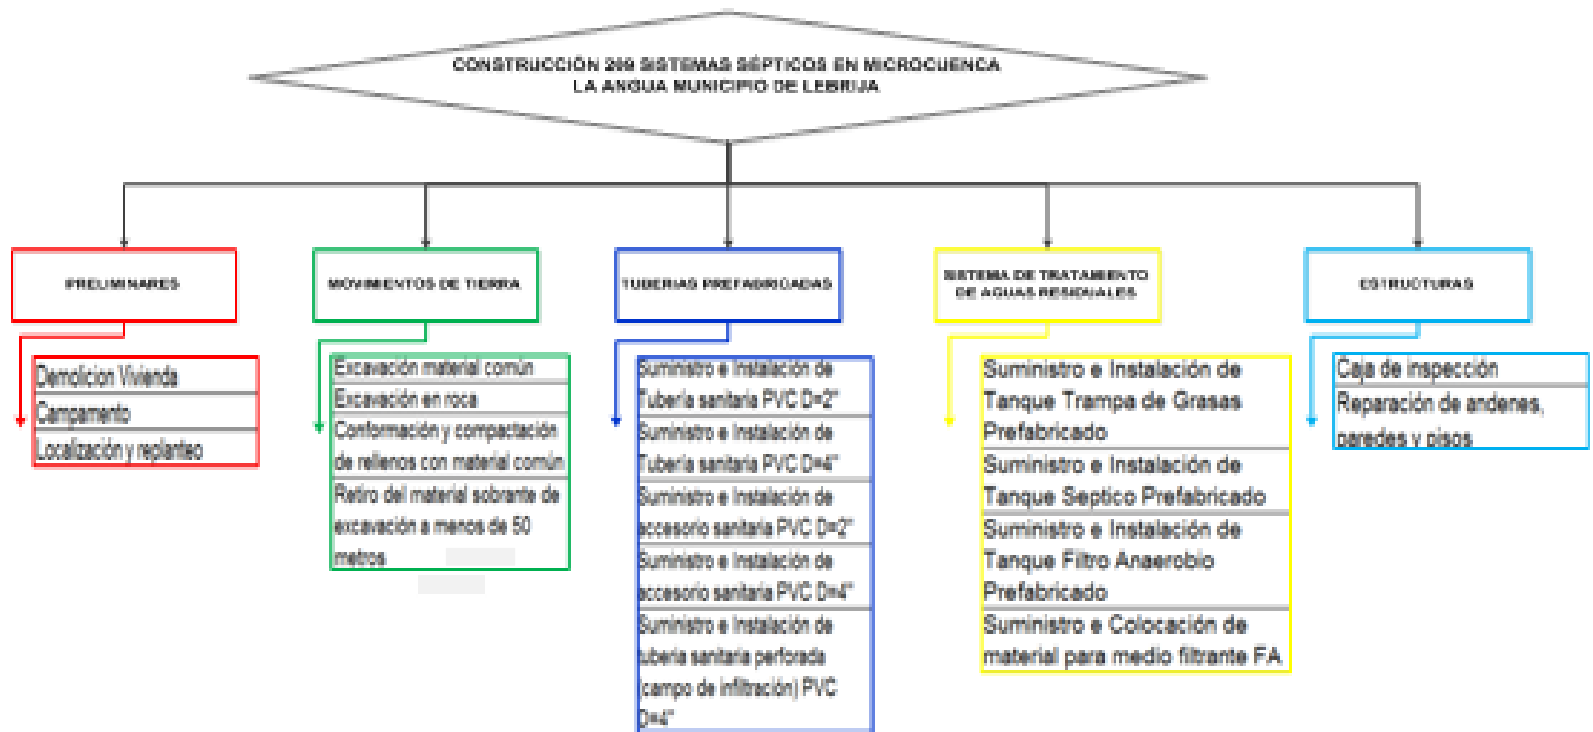 CONSTRUCCIÓN 269 SISTEMAS SÉPTICOS EN MICROCUENCA
LA ANGUA MUNICIPIO DE LEBRIJA
PRELIMINARES
MOVIMIENTOS DE TIERRA
TUBERIAS PREFABRICADAS
SISTEMA DE TRATAMIENTO
DE AGUAS RESIDUALES
ESTRUCTURAS
Demolicion Vivienda
Campamento
Localización y replanteo
Excavación material común
Excavación en roca
Conformación y compactación
de rellenos con material común
Retiro del material sobrante de
excavación a menos de 50
metros
Suministro e Instalación de
Tubería sanitaria PVC D=2"
Suministro e Instalación de
Tubería sanitaria PVC D=4"
Suministro e Instalación de
accesorio sanitaria PVC D=2"
Suministro e Instalación de
accesorio sanitaria PVC D=4"
Suministro e Instalación de
tubería sanitaria perforada
(campo de infiltración) PVC
D=4"
Suministro e Instalación de
Tanque Trampa de Grasas
Prefabricado
Suministro e Instalación de
Tanque Septico Prefabricado
Suministro e Instalación de
Tanque Filtro Anaerobio
Prefabricado
Suministro e Colocación de
material para medio filtrante FA
Caja de inspección
Reparación de andenes,
paredes y pisos